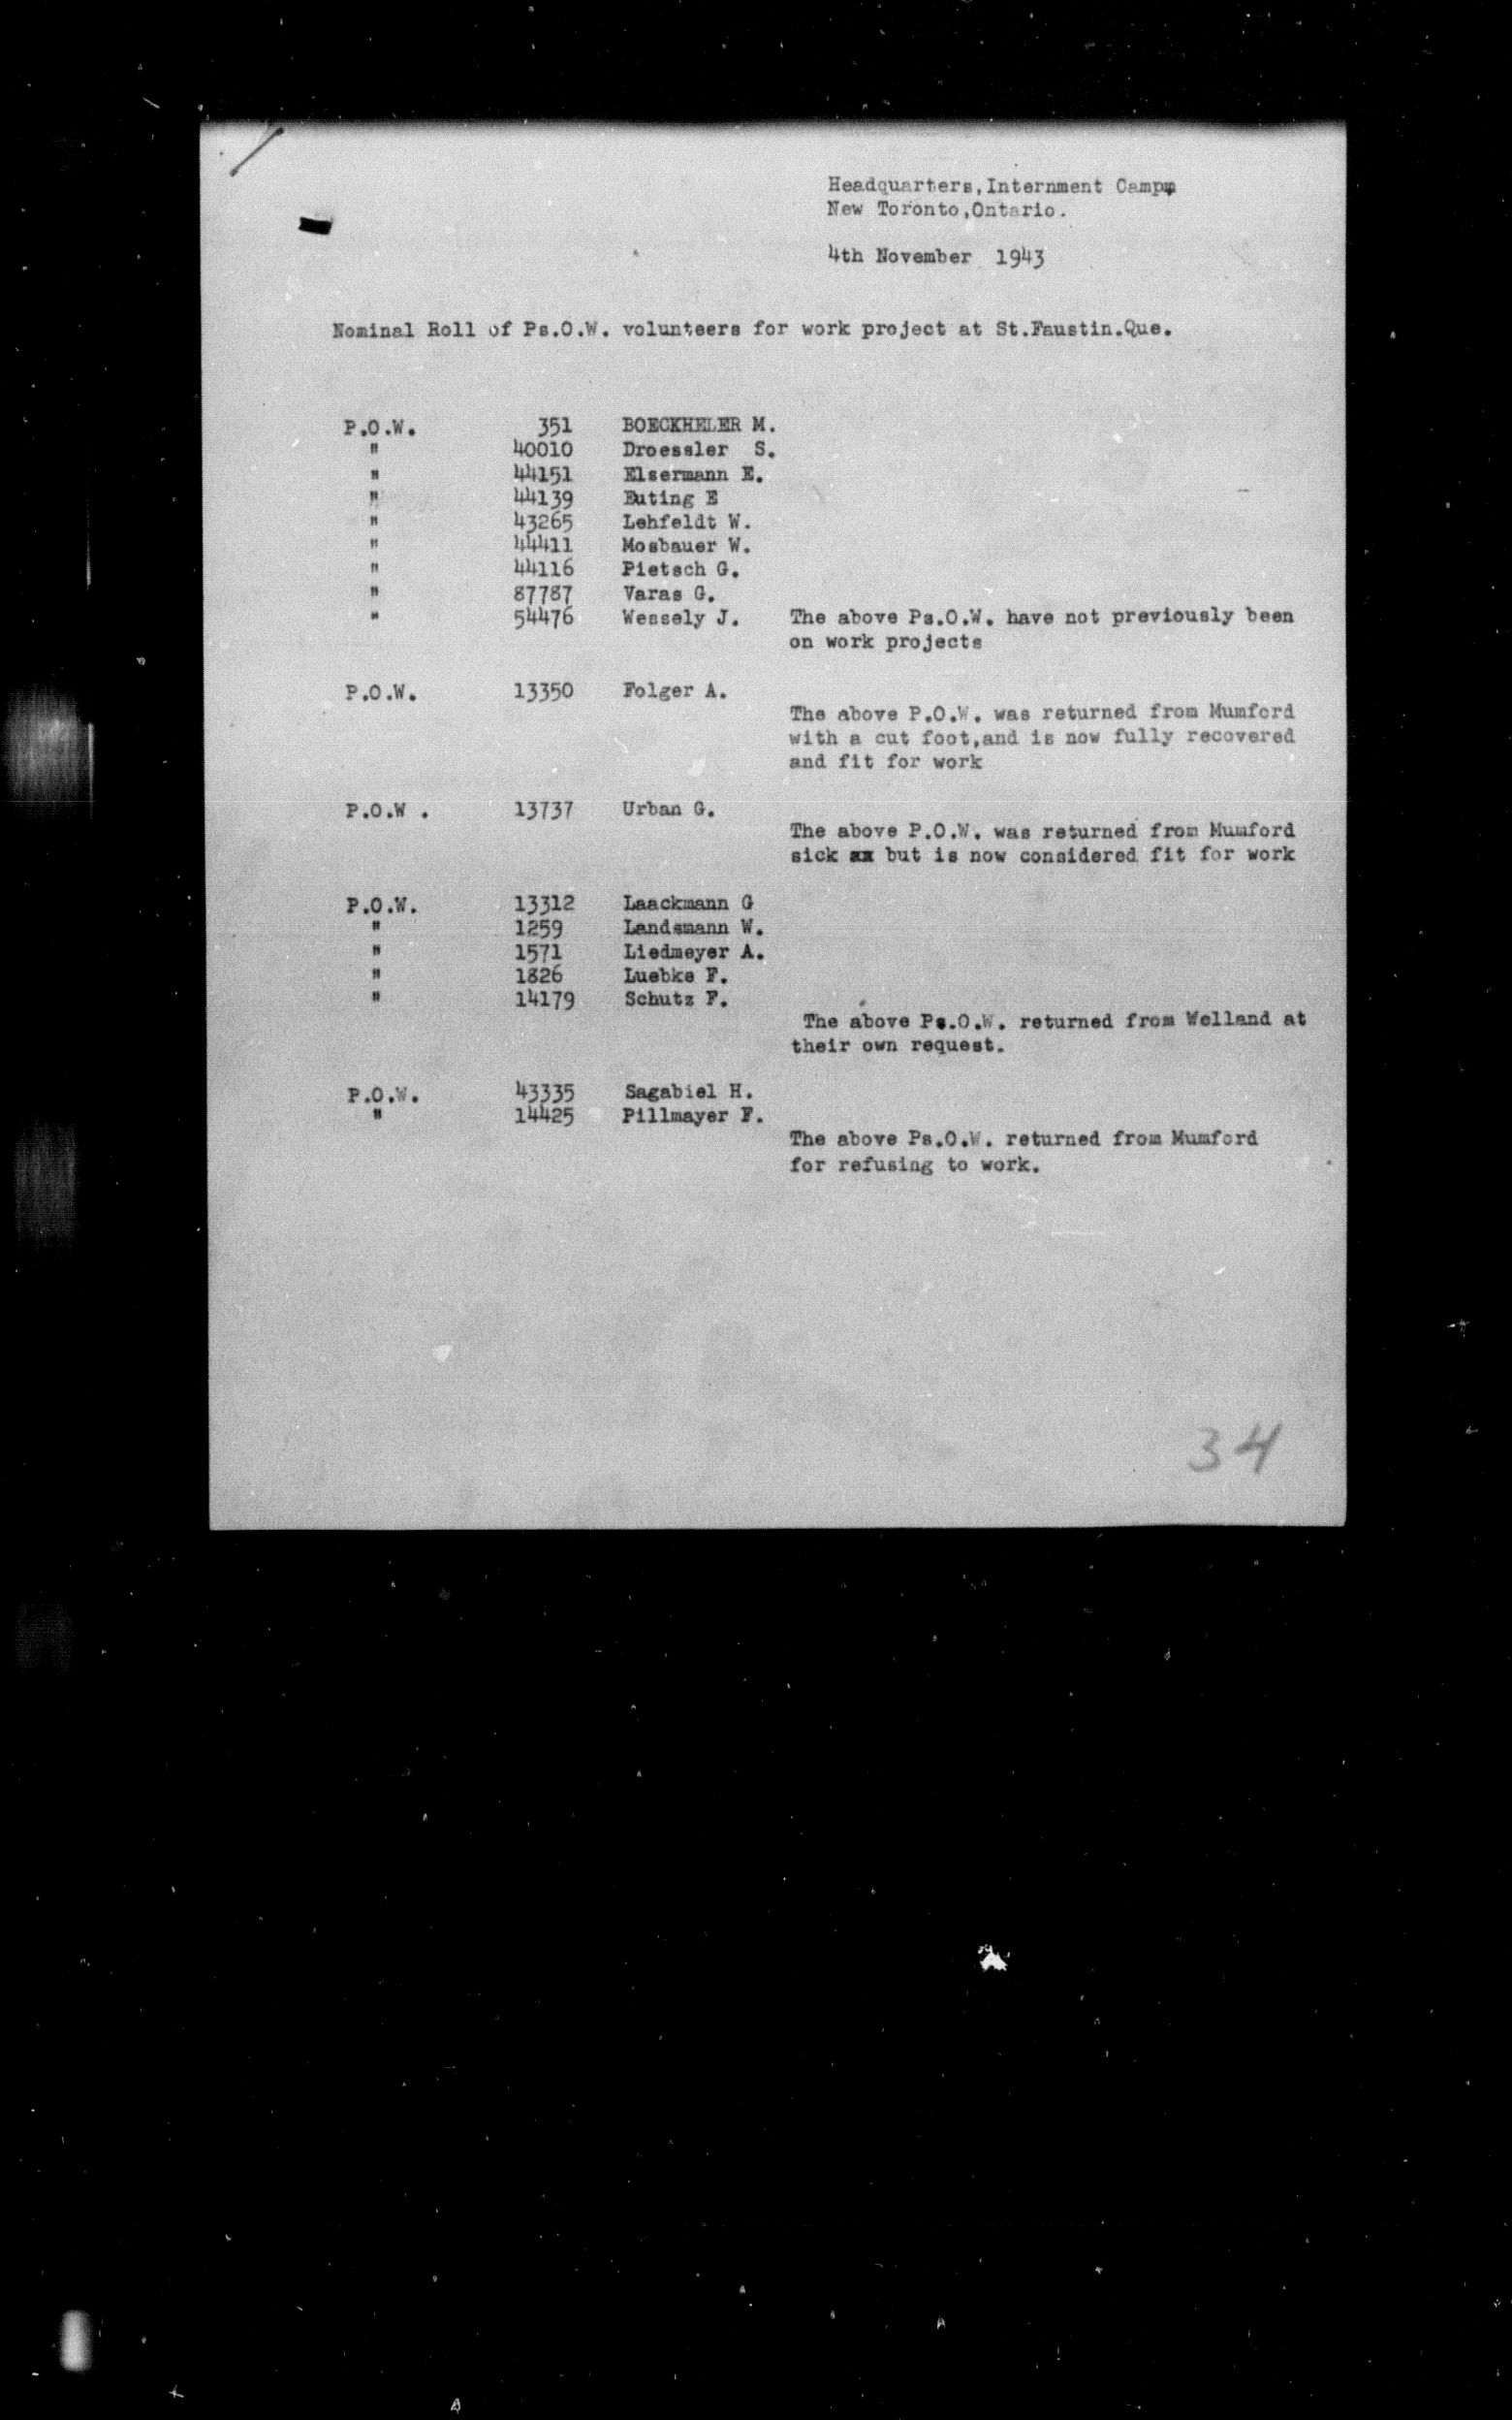 Headquarters,Internment Camp
New Toronto,Ontario.
4th November 1943
Nominal Roll of Ps.O.W. volunteers for work project at St.Faustin.Que.
P.O.W. 351 BOECKHELER M.
" 40010 Droessler S.
" 44151 Elsermann E.
" 44139 Euting E
" 43265 Lehfeldt W.
" 44411 Mosbauer W.
" 44116 Pietsch G.
" 87787 Varas G.
" 54476 Wessely J. The above Ps.O.W. have not previously been
on work projects
P.O.W. 13350 Folger A.
The above P.O.W. was returned from Mumford
with a cut foot,and is now fully recovered
and fit for work
P.O.W . 13737 Urban G.
The above P.O.W. was returned from Mumford
sick but is now considered fit for work
P.O.W. 13312 Laackmann G
" 1259 Landsmann W.
" 1571 Liedmeyer A.
" 1826 Luebke F.
" 14179 Schutz F.
The above Ps.O.W. returned from Welland at
their own request.
P.O.W. 43335 Sagabiel H.
" 14425 Pillmayer F.
The above Ps.O.W. returned from Mumford
for refusing to work.
34